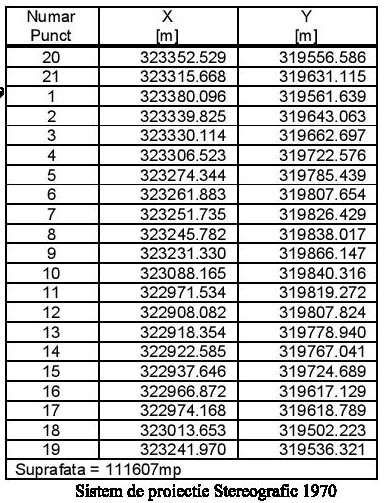 Numar Punct X [m] Y [m]
20 323352.529 319556.586
21 323315.668 319631.115
1 323380.096 319561.639
2 323339.825 319643.063
3 323330.114 319662.697
4 323306.523 319722.576
5 323274.344 319785.439
6 323261.883 319807.654
7 323251.735 319826.429
8 323245.782 319838.017
9 323231.330 319866.147
10 323088.165 319840.316
11 322971.534 319819.272
12 322908.082 319807.824
13 322918.354 319778.940
14 322922.585 319767.041
15 322937.646 319724.689
16 322966.872 319617.129
17 322974.168 319618.789
18 323013.653 319502.223
19 323241.970 319536.321
Suprafata = 111607mp
Sistem de proiectie Stereografic 1970